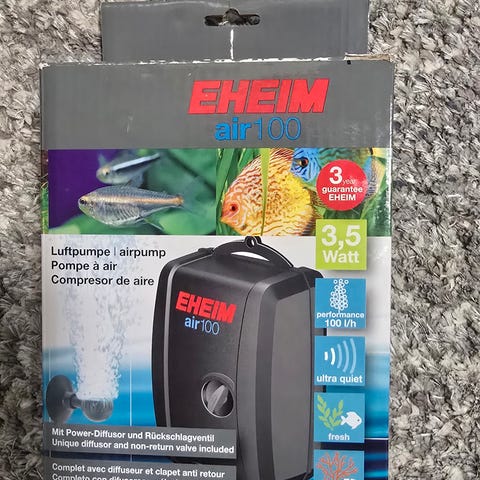 EHEIM
air100
3 year
guarantee
EHEIM
3,5
Watt
Luftpumpe | airpump
Pompe à air
Compresor de aire
performance
100 l/h
EHEIM
air100
ultra quiet
fresh
Mit Power-Diffusor und Rückschlagventil
Unique diffusor and non-return valve included
Complet avec diffuseur et clapet anti retour